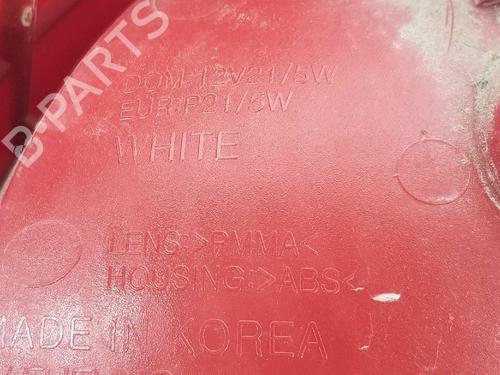 B-PARTS
DOM:12V21/5W
EUR:P21/5W
WHITE
LENS:>PMMA<
HOUSING:>ABS<
MADE IN KOREA